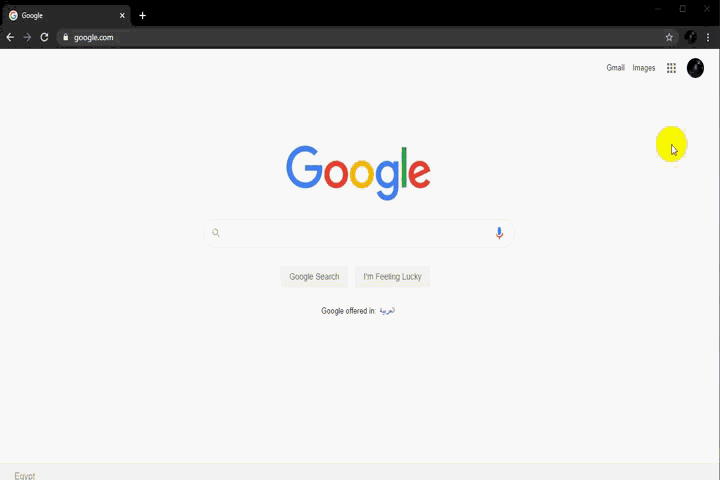 Google
google.com
Gmail Images
Google
Google Search I'm Feeling Lucky
Google offered in: العربية
Egypt